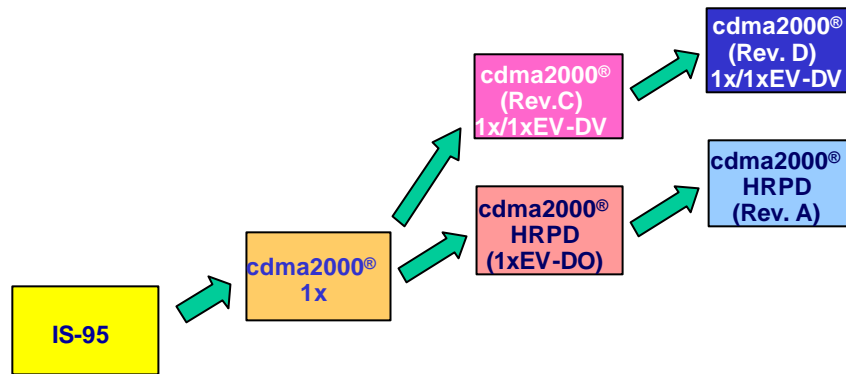 cdma2000®
(Rev. D)
1x/1xEV-DV
cdma2000®
(Rev.C)
1x/1xEV-DV
cdma2000®
HRPD
(Rev. A)
cdma2000®
HRPD
(1xEV-DO)
cdma2000®
1x
IS-95